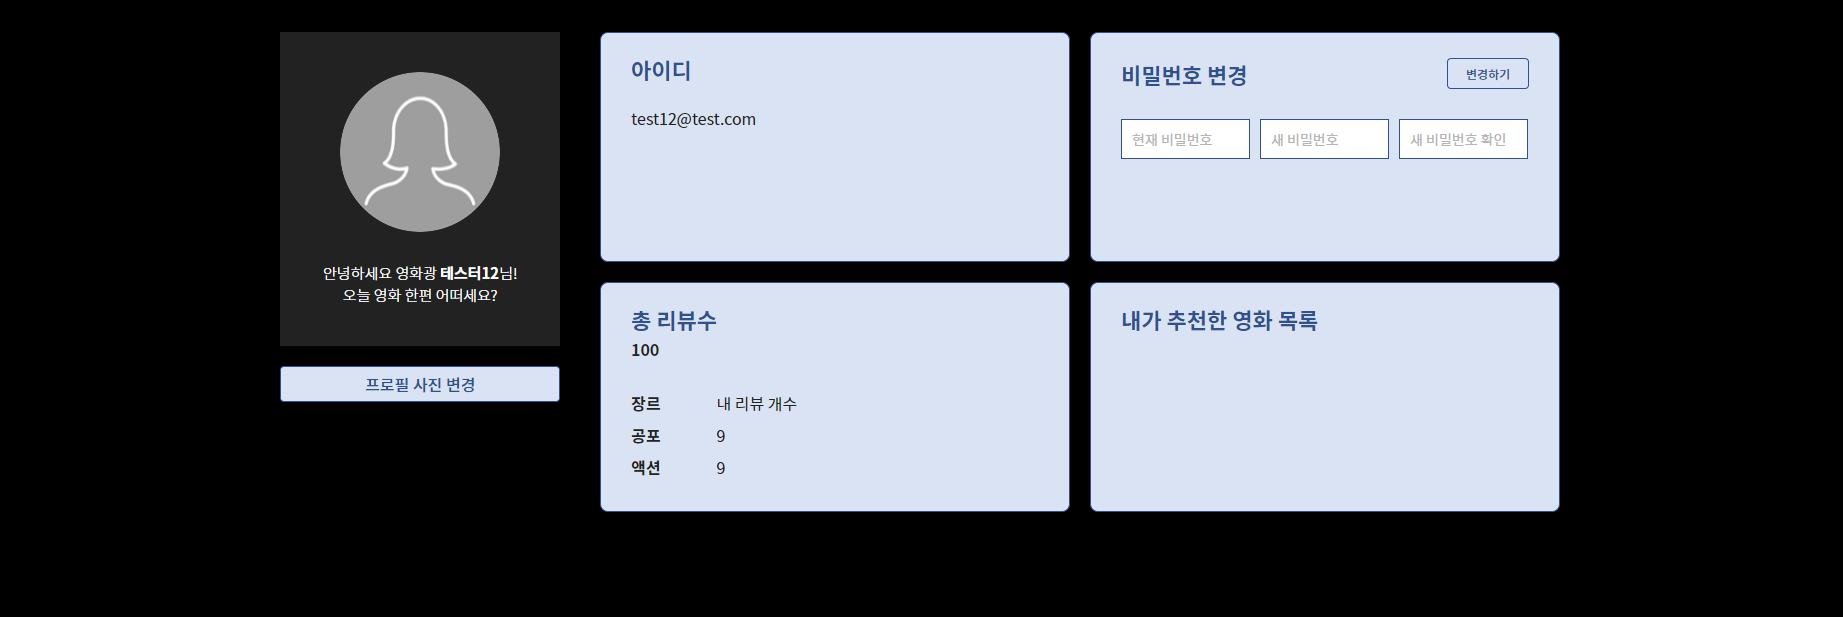 안녕하세요 영화광 테스터12님!
오늘 영화 한편 어떠세요?
프로필 사진 변경
아이디
test12@test.com
비밀번호 변경
변경하기
현재 비밀번호
새 비밀번호
새 비밀번호 확인
총 리뷰수
100
장르 내 리뷰 개수
공포 9
액션 9
내가 추천한 영화 목록